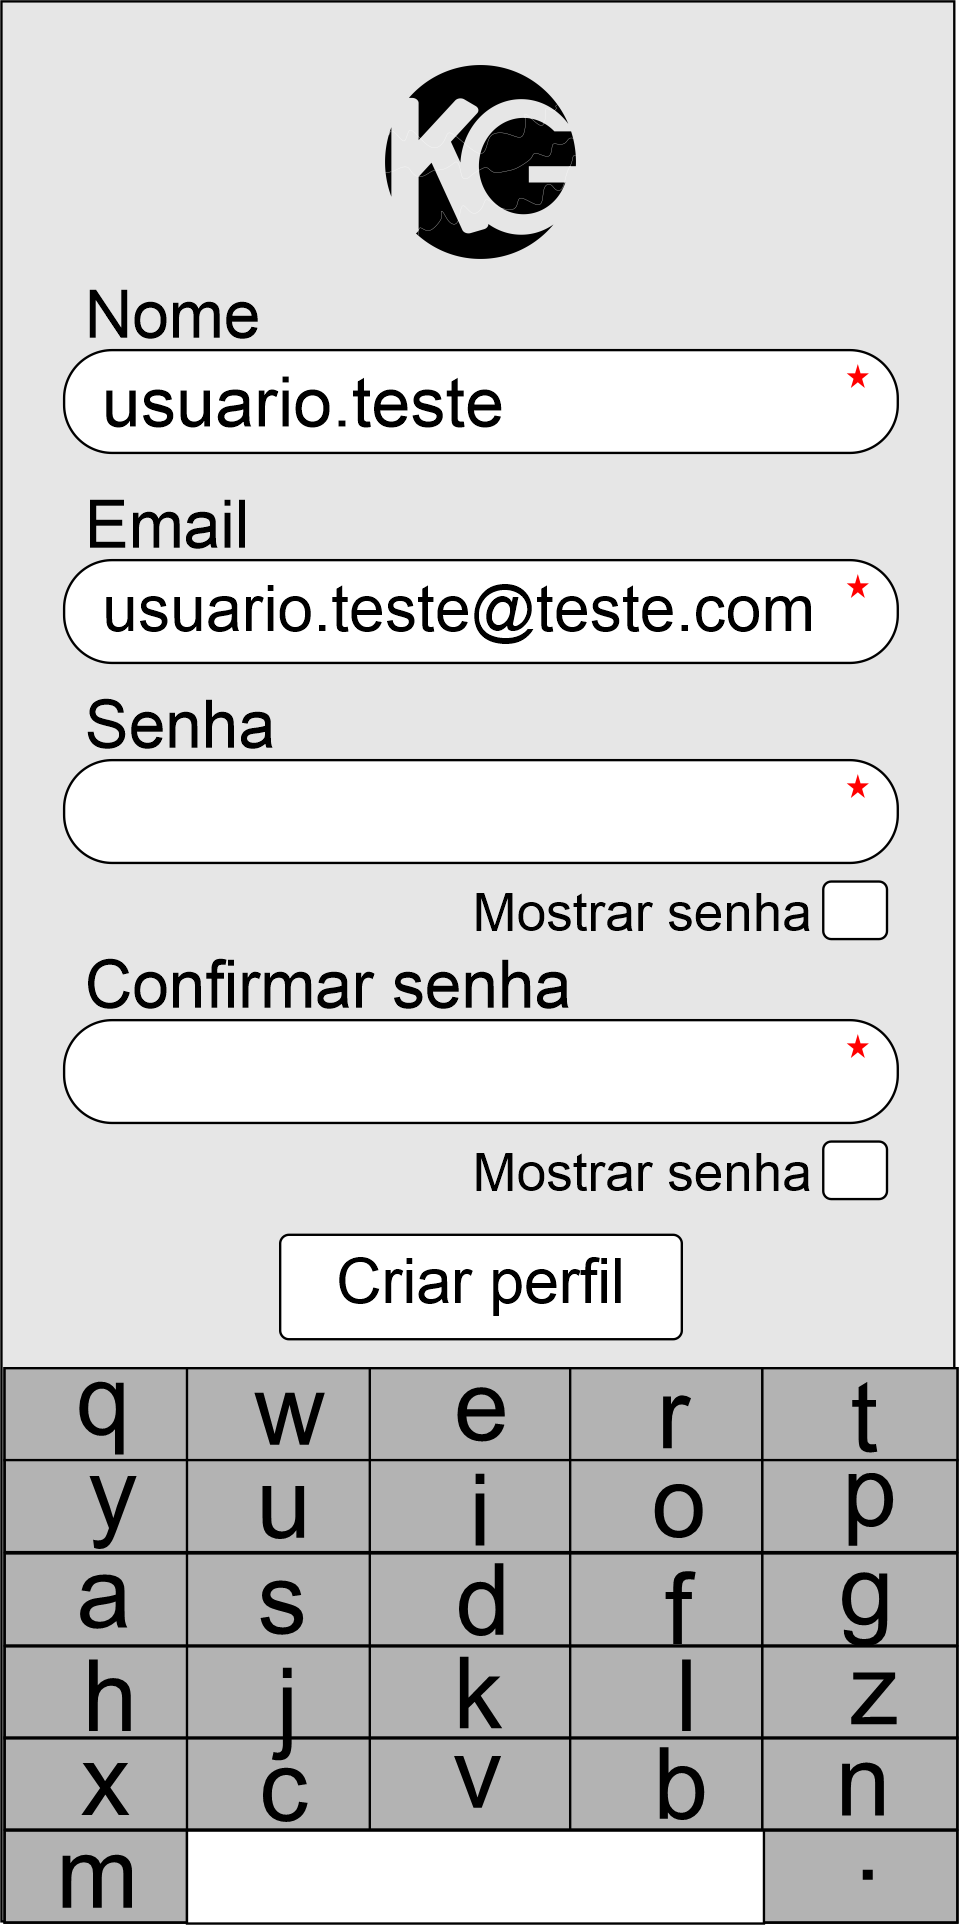 KG
Nome
usuario.teste
Email
usuario.teste@teste.com
Senha
Mostrar senha
Confirmar senha
Mostrar senha
Criar perfil
q w e r t
y u i o p
a s d f g
h j k l z
x c v b n
m .